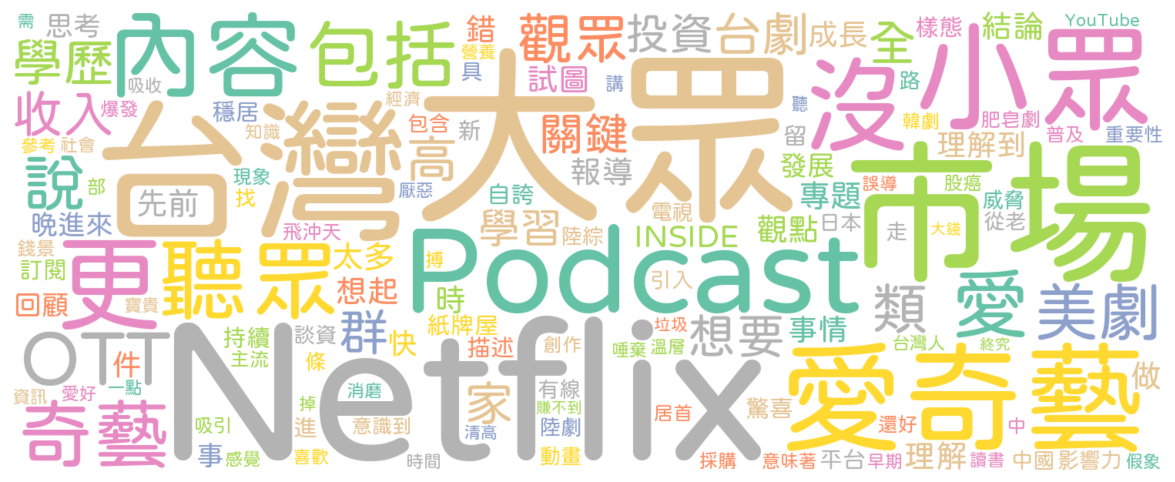 需
思考
學歷
內容
吸收
包括
錯
營養
具
觀眾
試圖
投資
講
台劇
成長
聽
全
樣態
路
結論
YouTube
收入
爆發
參考
社會
穩居
知識
經濟
包含
新
台灣
大眾
關鍵
報導
留
沒
小眾
韓劇
肥皂劇
理解到
普及
重要性
說
部
先前
現象
找
厭惡
高
自誇
發展
專題
誤導
股癌
威脅
市場
晚進來
飛沖天
學習
陸綜
電視
INSIDE
觀點
日本
走
從老
大錢
錢景
訂閱
更
聽眾
太多
搏
Podcast
引入
回顧
寶貴
想起
時
類
愛
美劇
OTT
件
持續
主流
談資
條
群
快
紙牌屋
描述
創作
垃圾
唾棄
溫層
想要
事情
台灣人
終究
資訊
愛好
一點
奇藝
吸引
掉
進
消磨
意識到
Netflix
家
清高
有線
賺不到
陸劇
居首
驚喜
愛奇藝
還好
中
做
事
感覺
喜歡
時間
動畫
採購
意味著
平台
早期
理解
讀書
中國
影響力
假象